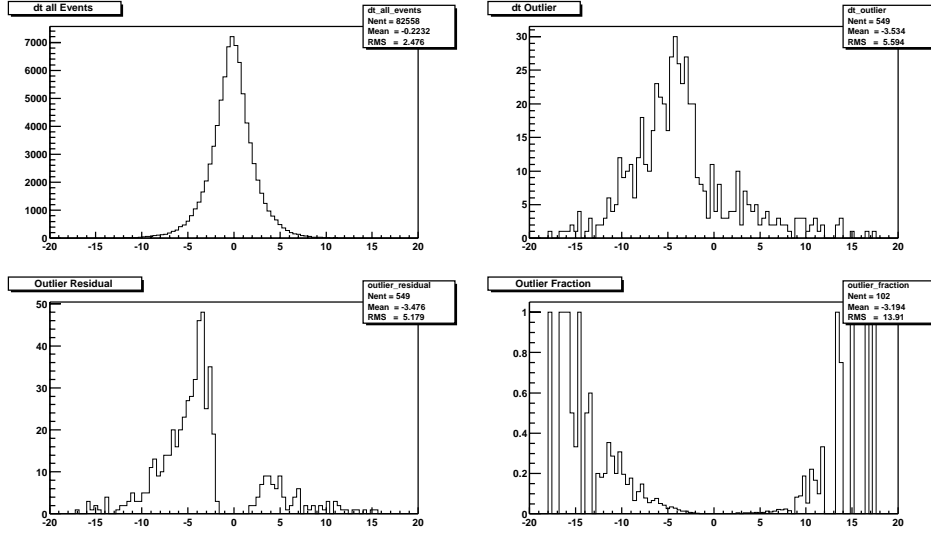 dt all Events
dt_all_events
Nent = 82558
Mean = -0.2232
RMS = 2.476
7000
6000
5000
4000
3000
2000
1000
0
-20 -15 -10 -5 0 5 10 15 20
dt Outlier
dt_outlier
Nent = 549
Mean = -3.534
RMS = 5.594
30
25
20
15
10
5
0
-20 -15 -10 -5 0 5 10 15 20
Outlier Residual
outlier_residual
Nent = 549
Mean = -3.476
RMS = 5.179
50
40
30
20
10
0
-20 -15 -10 -5 0 5 10 15 20
Outlier Fraction
outlier_fraction
Nent = 102
Mean = -3.194
RMS = 13.91
1
0.8
0.6
0.4
0.2
0
-20 -15 -10 -5 0 5 10 15 20